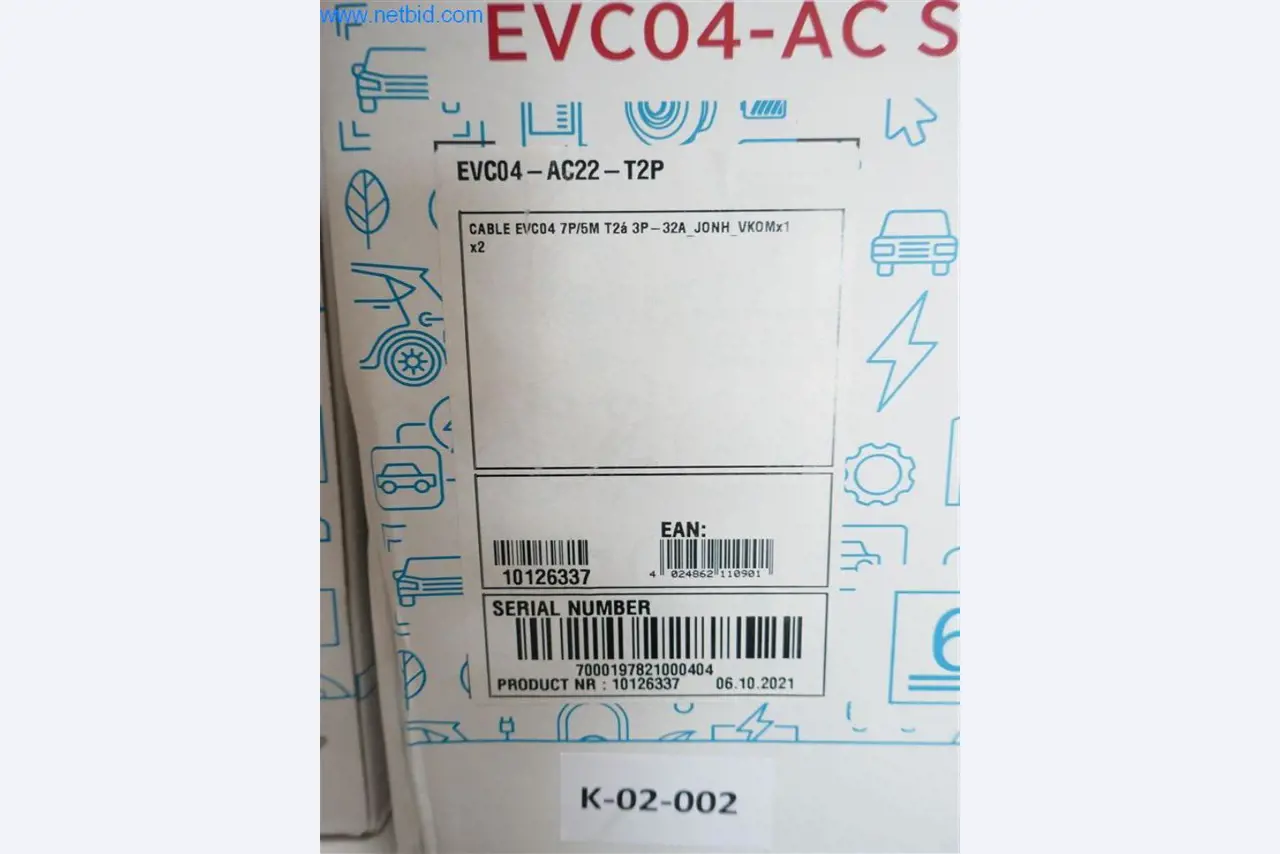 www.netbid.com
EVC04-AC S
EVC04-AC22-T2P
CABLE EVC04 7P/5M T2á 3P-32A_JONH_VKOMx1
x2
EAN:
10126337
4 024862 110901
SERIAL NUMBER
7000197821000404
PRODUCT NR : 10126337 06.10.2021
6
K-02-002